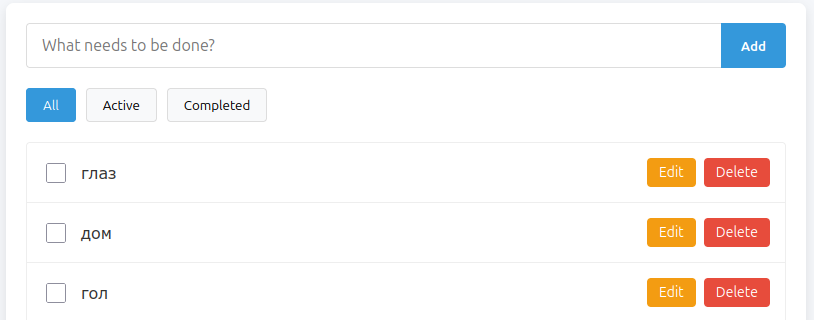 What needs to be done? Add
All Active Completed
глаз Edit Delete
дом Edit Delete
гол Edit Delete